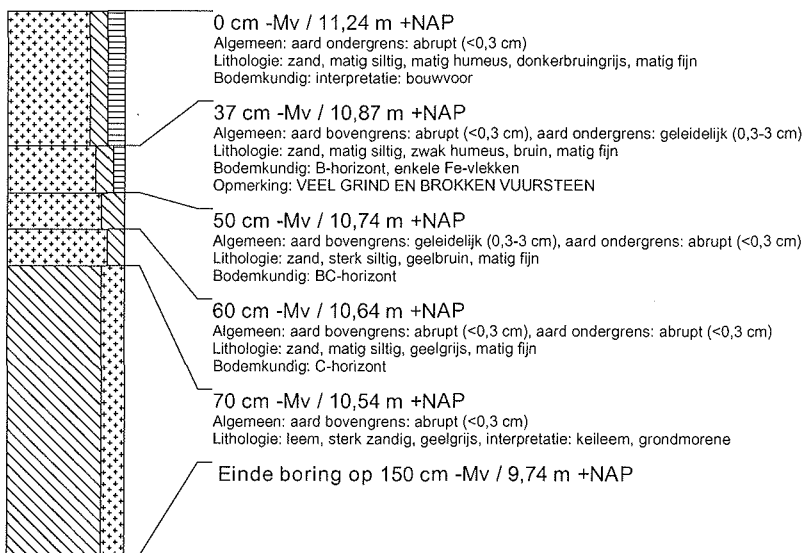 0 cm -Mv / 11,24 m +NAP
Algemeen: aard ondergrens: abrupt (<0,3 cm)
Lithologie: zand, matig siltig, matig humeus, donkerbruingrijs, matig fijn
Bodemkundig: interpretatie: bouwvoor
37 cm -Mv / 10,87 m +NAP
Algemeen: aard bovengrens: abrupt (<0,3 cm), aard ondergrens: geleidelijk (0,3-3 cm)
Lithologie: zand, matig siltig, zwak humeus, bruin, matig fijn
Bodemkundig: B-horizont, enkele Fe-vlekken
Opmerking: VEEL GRIND EN BROKKEN VUURSTEEN
50 cm -Mv / 10,74 m +NAP
Algemeen: aard bovengrens: geleidelijk (0,3-3 cm), aard ondergrens: abrupt (<0,3 cm)
Lithologie: zand, sterk siltig, geelbruin, matig fijn
Bodemkundig: BC-horizont
60 cm -Mv / 10,64 m +NAP
Algemeen: aard bovengrens: abrupt (<0,3 cm), aard ondergrens: abrupt (<0,3 cm)
Lithologie: zand, matig siltig, geelgrijs, matig fijn
Bodemkundig: C-horizont
70 cm -Mv / 10,54 m +NAP
Algemeen: aard bovengrens: abrupt (<0,3 cm)
Lithologie: leem, sterk zandig, geelgrijs, interpretatie: keileem, grondmorene
Einde boring op 150 cm -Mv / 9,74 m +NAP